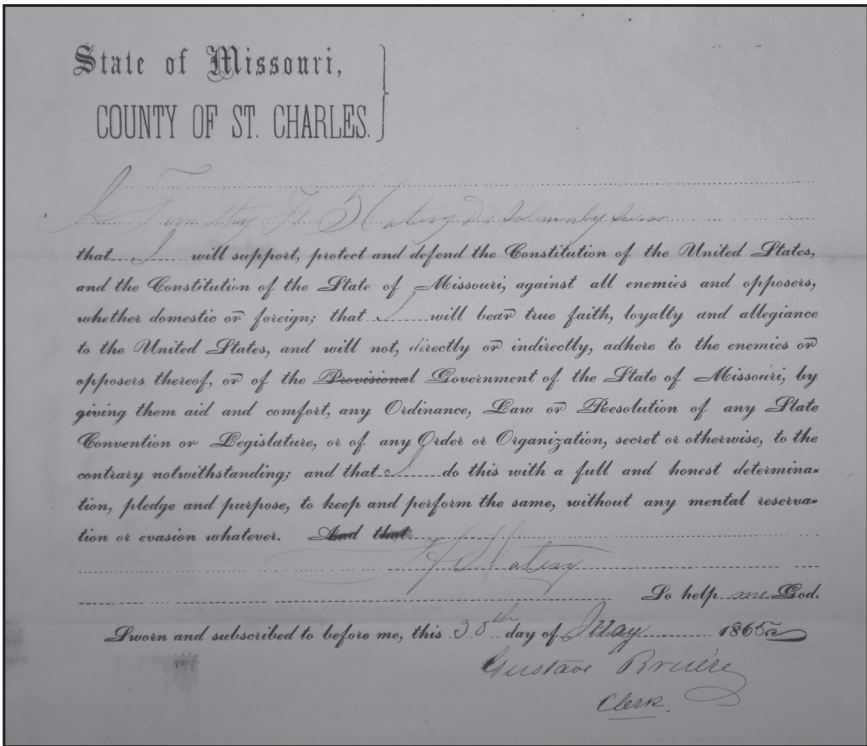 State of Missouri,
COUNTY OF ST. CHARLES.
I Timothy F. Slatery do solemnly swear
that I will support, protect and defend the Constitution of the United States,
and the Constitution of the State of Missouri, against all enemies and opposers,
whether domestic or foreign; that I will bear true faith, loyalty and allegiance
to the United States, and will not, directly or indirectly, adhere to the enemies or
opposers thereof, or of the Provisional Government of the State of Missouri, by
giving them aid and comfort, any Ordinance, Law or Resolution of any State
Convention or Legislature, or of any Order or Organization, secret or otherwise, to the
contrary notwithstanding; and that I do this with a full and honest determina-
tion, pledge and purpose, to keep and perform the same, without any mental reserva-
tion or evasion whatever. And that
Slatery
So help me God.
Sworn and subscribed to before me, this 30th day of May 1865
Gustave Bruére
Clerk.